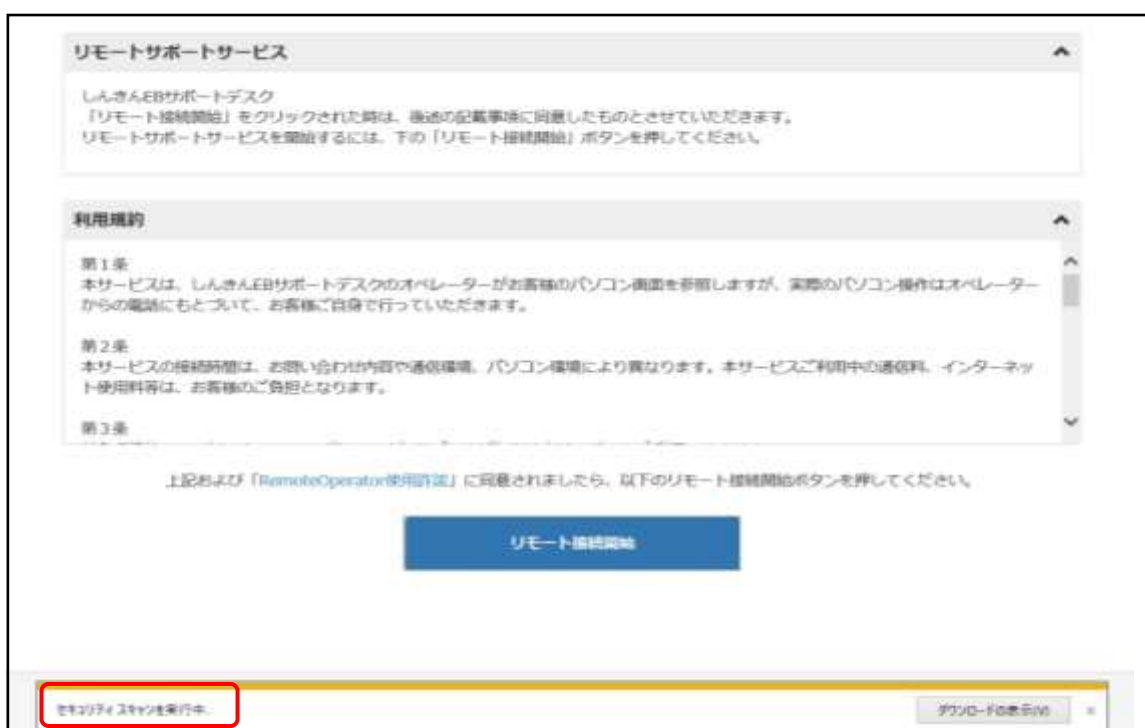 リモートサポートサービス
しんきんEBサポートデスク
「リモート接続開始」をクリックされた時は、後述の記載事項に同意したものとさせていただきます。
リモートサポートサービスを開始するには、下の「リモート接続開始」ボタンを押してください。
利用規約
第1条
本サービスは、しんきんEBサポートデスクのオペレーターがお客様のパソコン画面を参照しますが、実際のパソコン操作はオペレーター
からの電話にもとづいて、お客様ご自身で行っていただきます。
第2条
本サービスの接続時間は、お問い合わせ内容や通信環境、パソコン環境により異なります。本サービスご利用中の通信料、インターネッ
ト使用料等は、お客様のご負担となります。
第3条
上記および「RemoteOperator使用許諾」に同意されましたら、以下のリモート接続開始ボタンを押してください。
リモート接続開始
セキュリティ スキャンを実行中.
ダウンロードの表示(V)